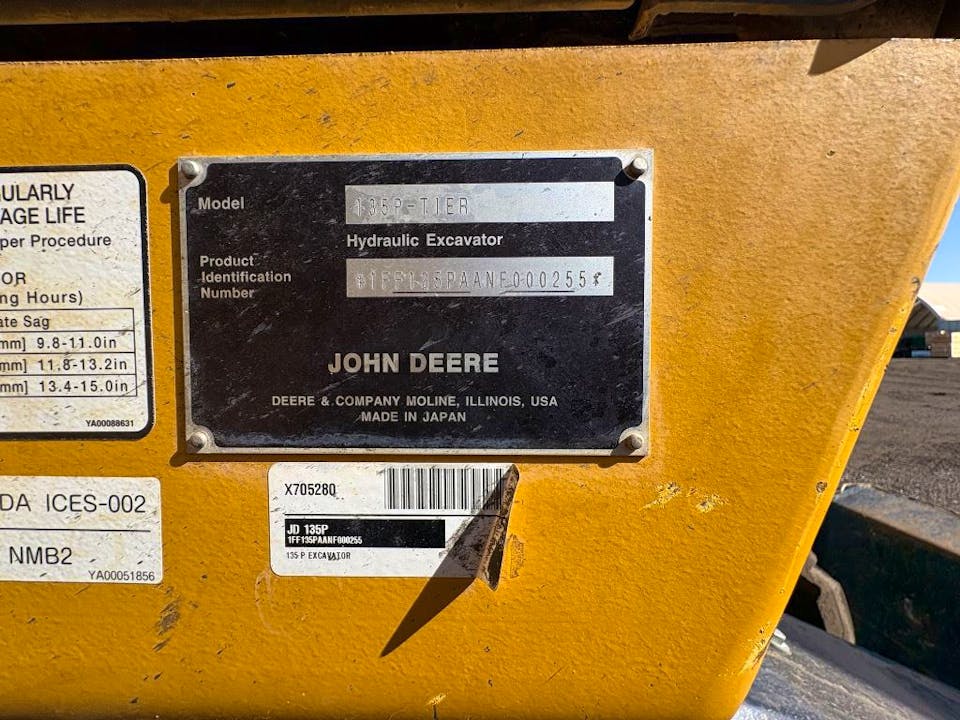 ULARLY
AGE LIFE
per Procedure
OR
ng Hours)
ate Sag
mm] 9.8-11.0in
mm] 11.8-13.2in
mm] 13.4-15.0in
YA00088631
DA ICES-002
NMB2
YA00051856
Model 135P-TIER
Hydraulic Excavator
Product
Identification
Number
*1FF135PAANF000255*
JOHN DEERE
DEERE & COMPANY MOLINE, ILLINOIS, USA
MADE IN JAPAN
X705280
JD 135P
1FF135PAANF000255
135 P EXCAVATOR